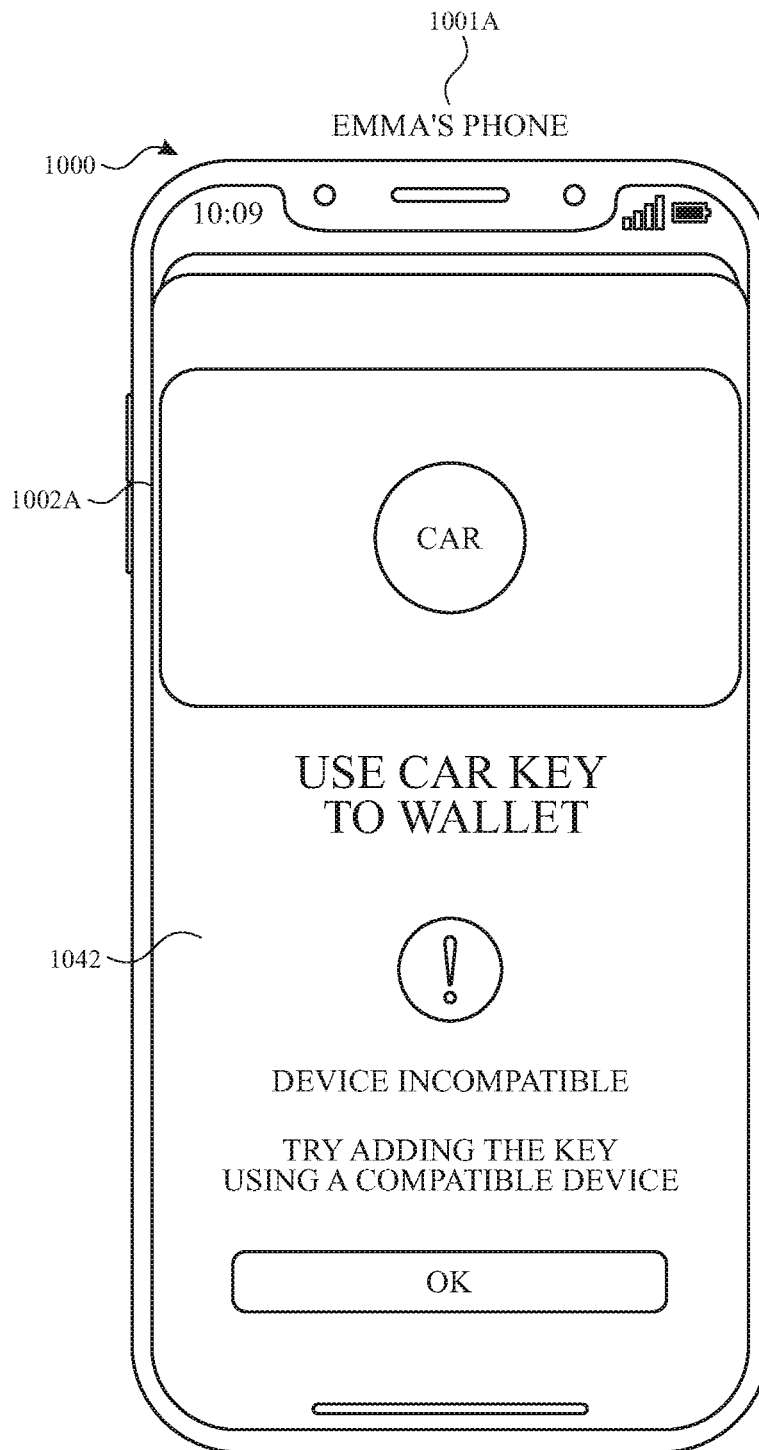 1001A
EMMA'S PHONE
1000
10:09
1002A
CAR
USE CAR KEY
TO WALLET
1042
DEVICE INCOMPATIBLE
TRY ADDING THE KEY
USING A COMPATIBLE DEVICE
OK